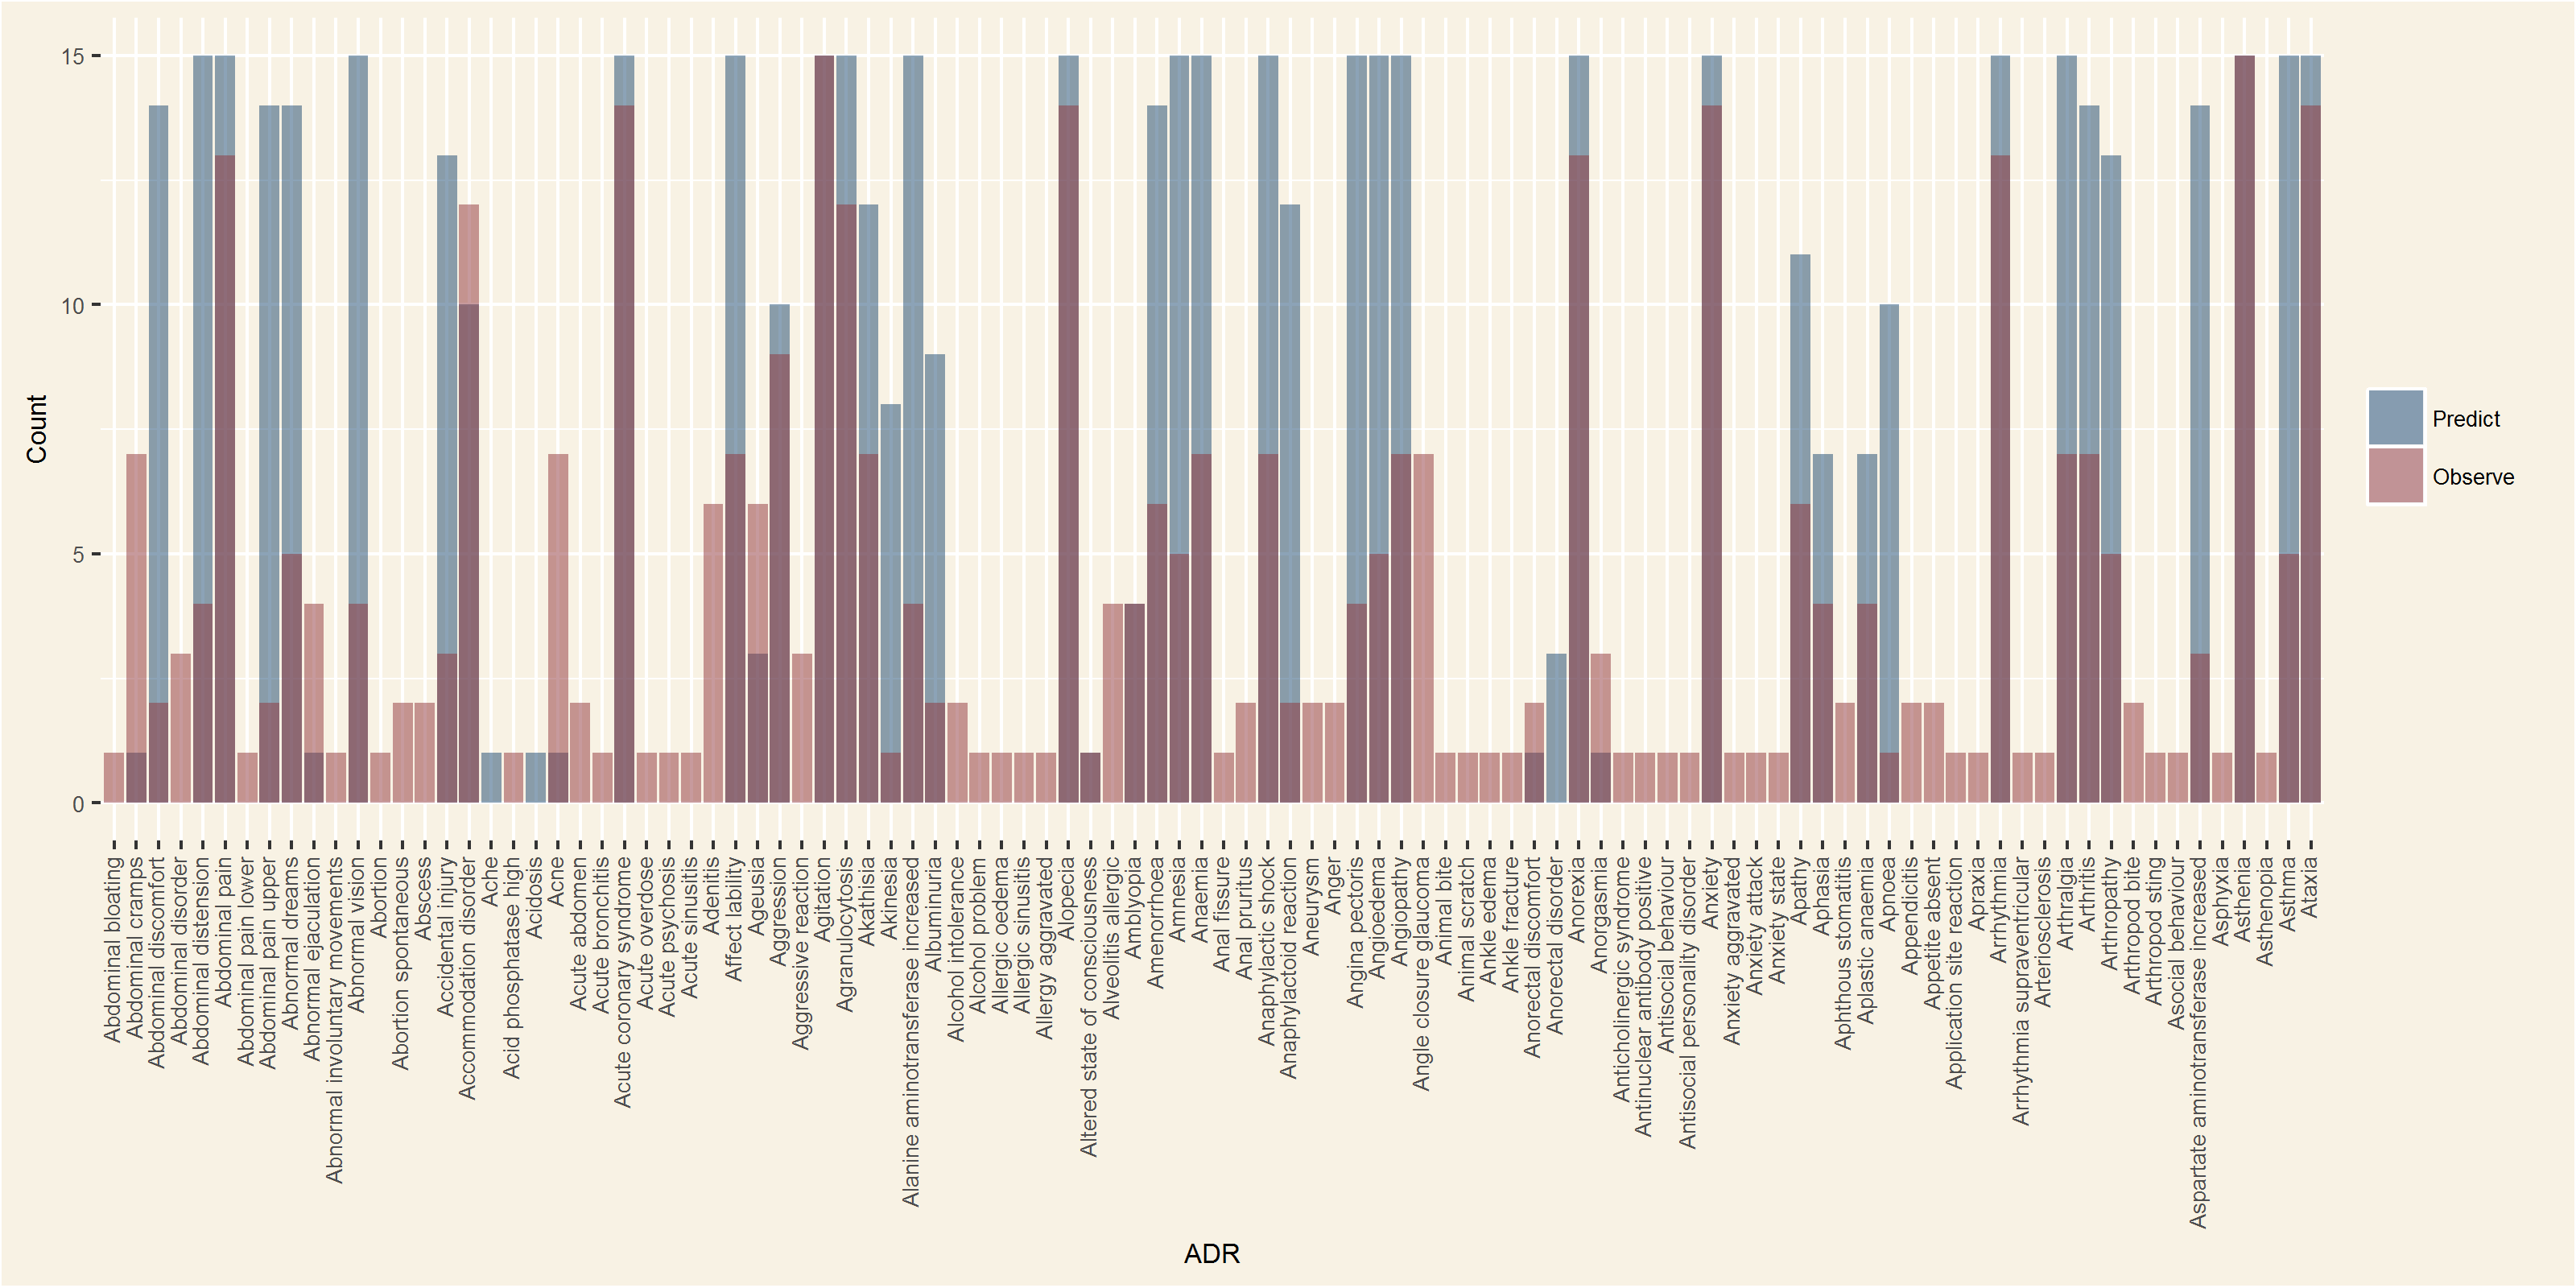 15
10
5
0
Count
Abdominal bloating
Abdominal cramps
Abdominal discomfort
Abdominal disorder
Abdominal distension
Abdominal pain
Abdominal pain lower
Abdominal pain upper
Abnormal dreams
Abnormal ejaculation
Abnormal involuntary movements
Abnormal vision
Abortion
Abortion spontaneous
Abscess
Accidental injury
Accommodation disorder
Ache
Acid phosphatase high
Acidosis
Acne
Acute abdomen
Acute bronchitis
Acute coronary syndrome
Acute overdose
Acute psychosis
Acute sinusitis
Adenitis
Affect lability
Ageusia
Aggression
Aggressive reaction
Agitation
Agranulocytosis
Akathisia
Akinesia
Alanine aminotransferase increased
Albuminuria
Alcohol intolerance
Alcohol problem
Allergic oedema
Allergic sinusitis
Allergy aggravated
Alopecia
Altered state of consciousness
Alveolitis allergic
Amblyopia
Amenorrhoea
Amnesia
Anaemia
Anal fissure
Anal pruritus
Anaphylactic shock
Anaphylactoid reaction
Aneurysm
Anger
Angina pectoris
Angioedema
Angiopathy
Angle closure glaucoma
Animal bite
Animal scratch
Ankle edema
Ankle fracture
Anorectal discomfort
Anorectal disorder
Anorexia
Anorgasmia
Anticholinergic syndrome
Antinuclear antibody positive
Antisocial behaviour
Antisocial personality disorder
Anxiety
Anxiety aggravated
Anxiety attack
Anxiety state
Apathy
Aphasia
Aphthous stomatitis
Aplastic anaemia
Apnoea
Appendicitis
Appetite absent
Application site reaction
Apraxia
Arrhythmia
Arrhythmia supraventricular
Arteriosclerosis
Arthralgia
Arthritis
Arthropathy
Arthropod bite
Arthropod sting
Asocial behaviour
Aspartate aminotransferase increased
Asphyxia
Asthenia
Asthenopia
Asthma
Ataxia
ADR
Predict
Observe